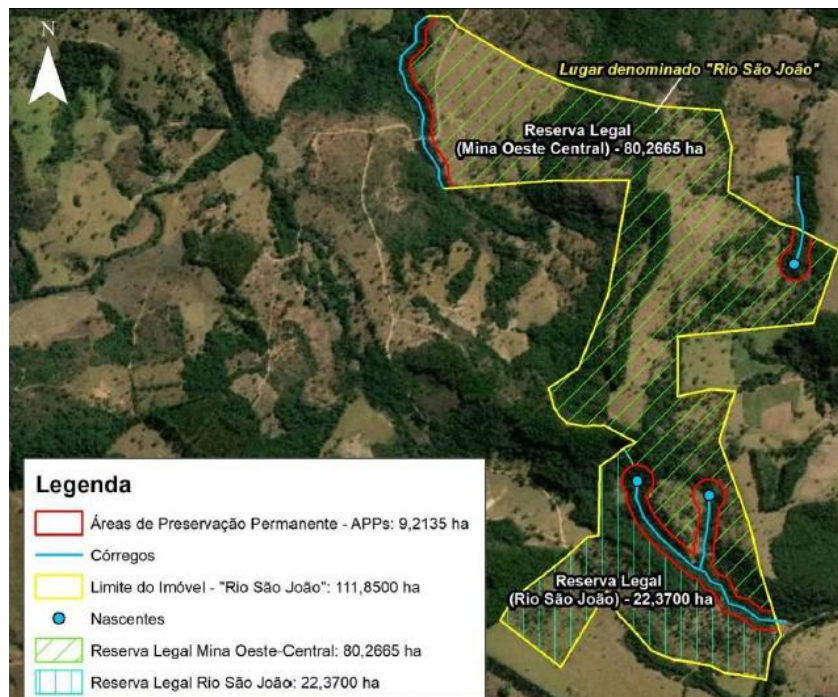 N
Lugar denominado "Rio São João"
Reserva Legal
(Mina Oeste Central) - 80,2665 ha
Legenda
Áreas de Preservação Permanente - APPs: 9,2135 ha
Córregos
Limite do Imóvel - "Rio São João": 111,8500 ha
Nascentes
Reserva Legal Mina Oeste-Central: 80,2665 ha
Reserva Legal Rio São João: 22,3700 ha
Reserva Legal
(Rio São João) - 22,3700 ha